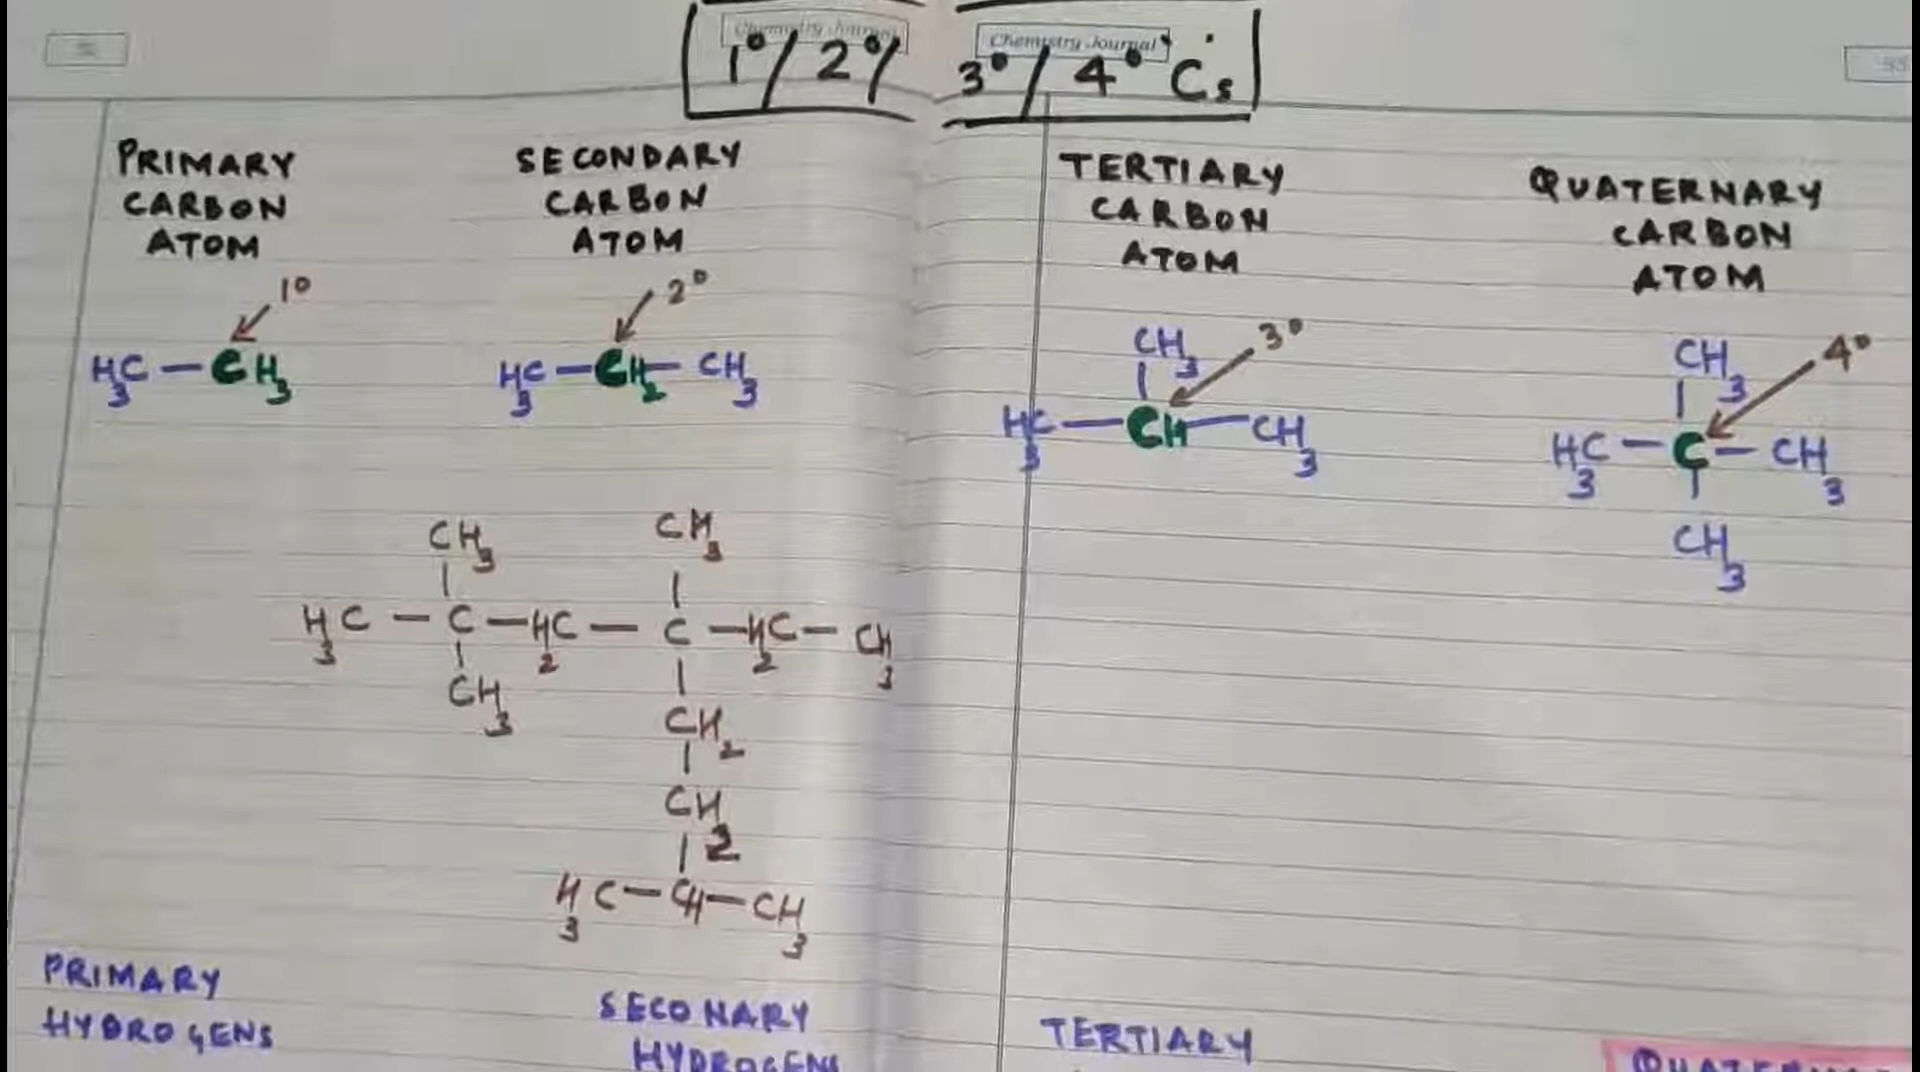 Chemistry Journal
Chemistry Journal
1°/ 2°/ 3°/ 4° Cs
PRIMARY
CARBON
ATOM
1°
H3C — CH3
SECONDARY
CARBON
ATOM
2°
H3C — CH2 — CH3
TERTIARY
CARBON
ATOM
CH3
3°
H3C — CH — CH3
QUATERNARY
CARBON
ATOM
CH3
4°
H3C — C — CH3
CH3
CH3 CH3
H3C — C — H2C — C — H2C — CH3
CH3
CH2
CH2
H3C — CH — CH3
PRIMARY
HYDROGENS
SECONARY
HYDROGENS
TERTIARY